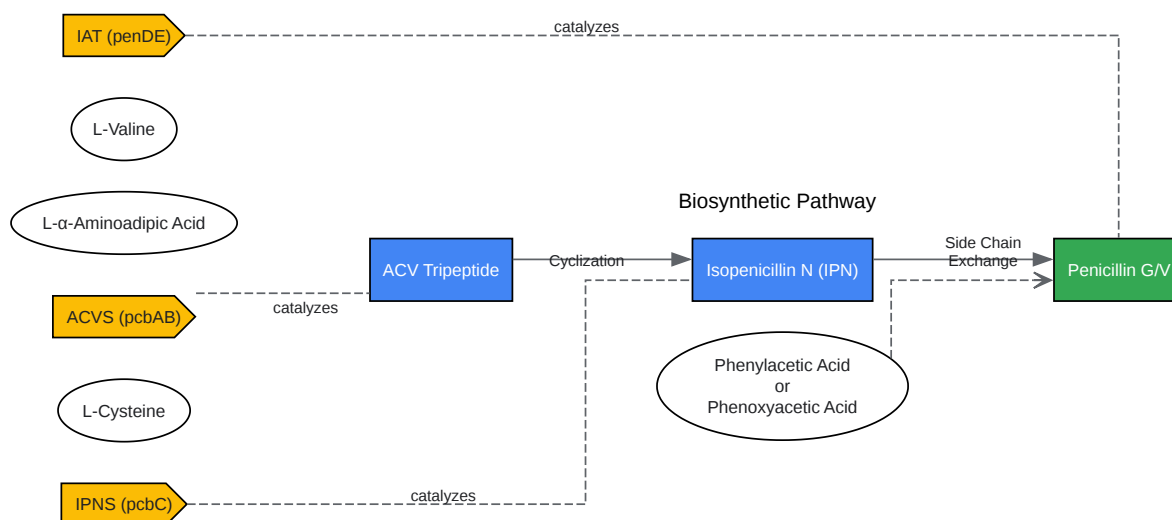 IAT (penDE)
catalyzes
L-Valine
Biosynthetic Pathway
L-α-Aminoadipic Acid
ACV Tripeptide
Cyclization
Isopenicillin N (IPN)
Side Chain
Exchange
Penicillin G/V
ACVS (pcbAB)
catalyzes
Phenylacetic Acid
or
Phenoxyacetic Acid
L-Cysteine
IPNS (pcbC)
catalyzes